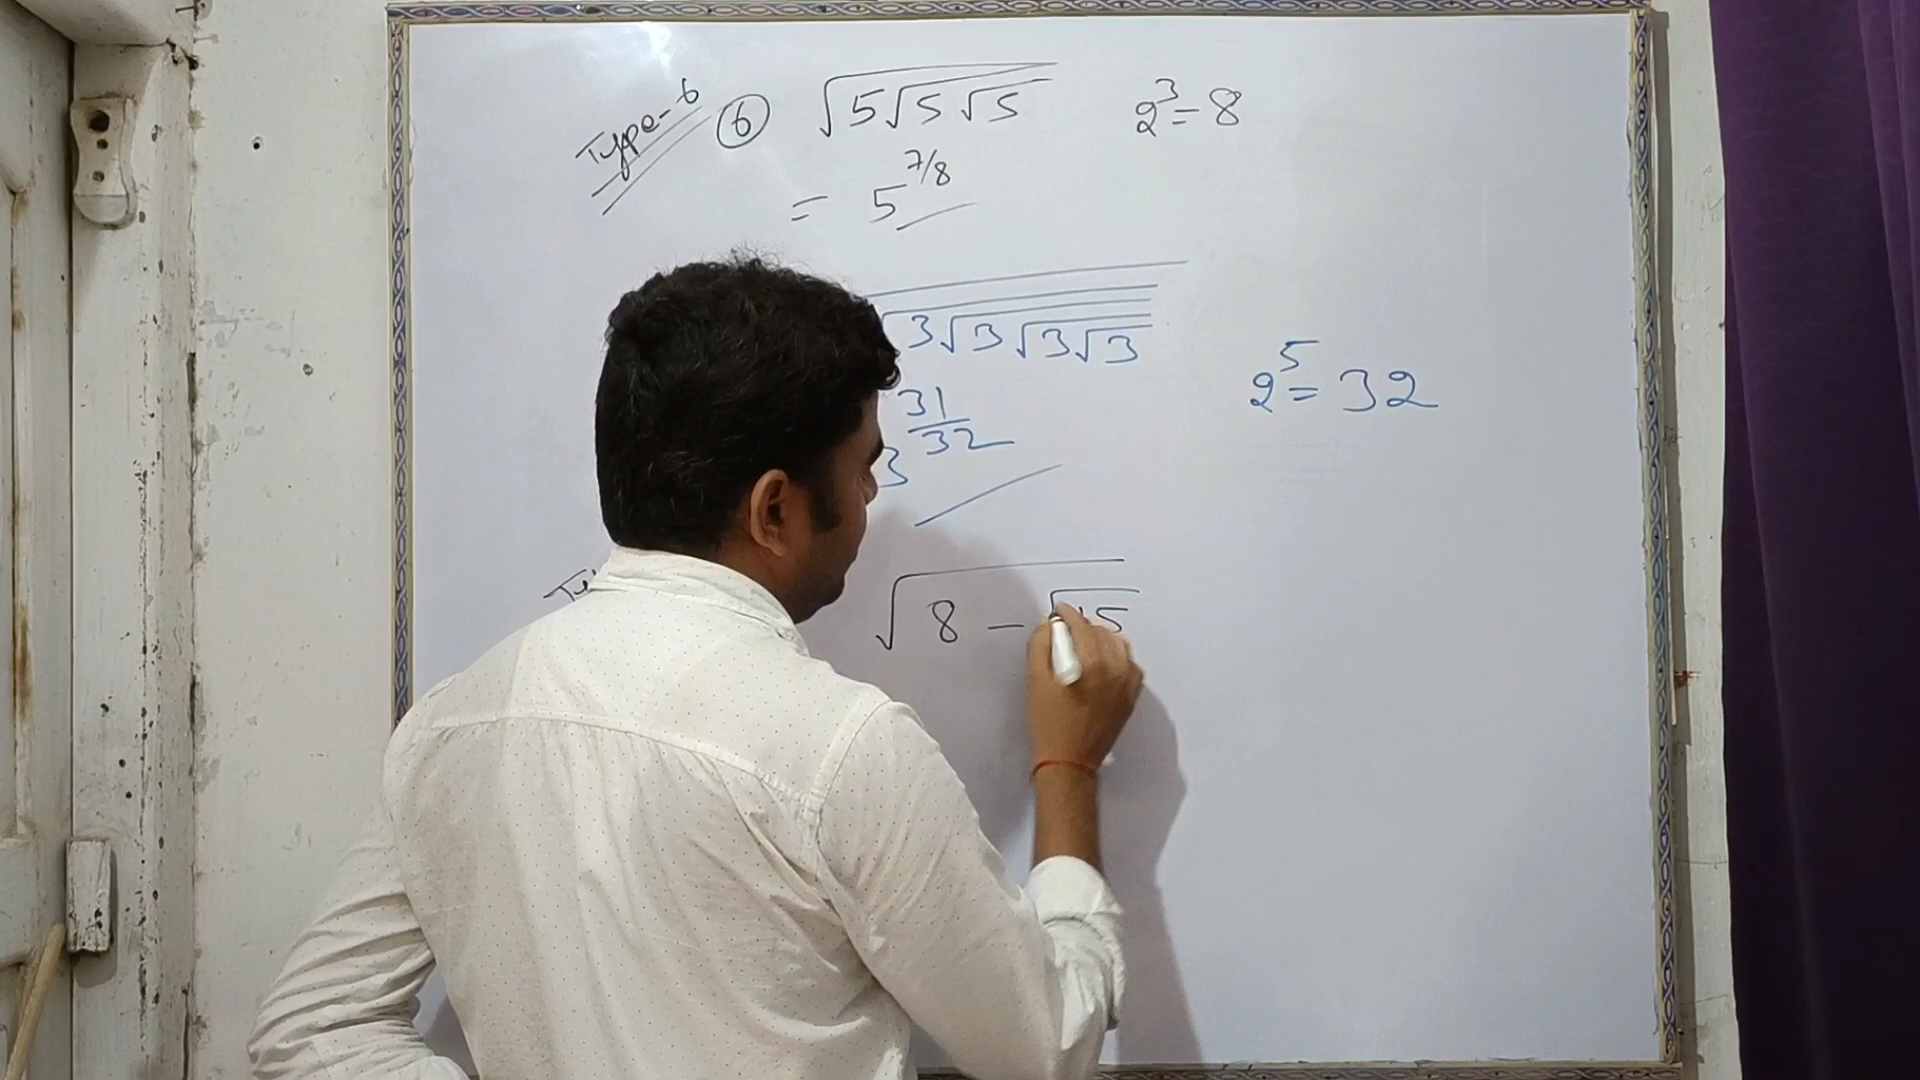 Type-6 ⑥ √5√5√5 2³ = 8
= 5^7/8
√3√3√3√3
3^31/32 2⁵ = 32
√8 - √15